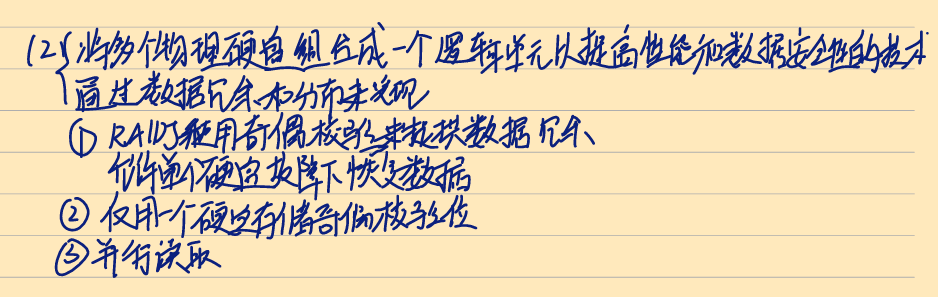 (2) 将多个物理硬盘组合成一个逻辑单元以提高性能和数据安全性的技术
通过数据冗余和分布来实现
① RAID5使用奇偶校验来提供数据冗余、
允许单个硬盘故障下恢复数据
② 仅用一个硬盘存储奇偶校验位
③ 并行读取